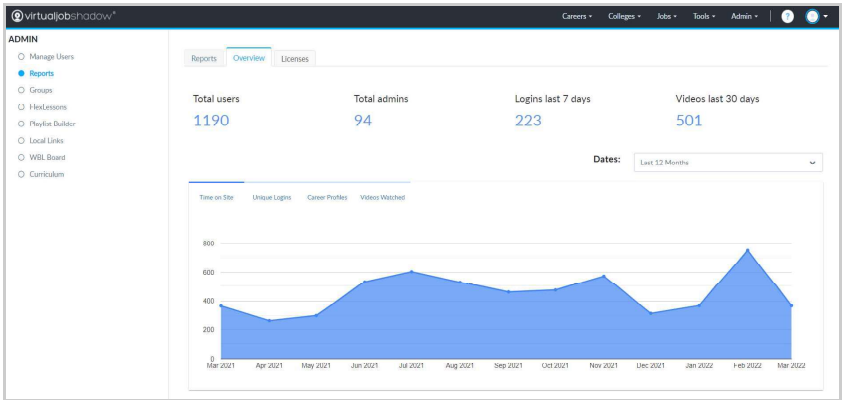 virtualjobshadow® Careers Colleges Jobs Tools Admin ?
ADMIN
Manage Users
Reports
Groups
FlexLessons
Playlist Builder
Local Links
WBL Board
Curriculum
Reports Overview Licenses
Total users Total admins Logins last 7 days Videos last 30 days
1190 94 223 501
Dates: Last 12 Months
Time on Site Unique Logins Career Profiles Videos Watched
800
600
400
200
0
Mar 2021 Apr 2021 May 2021 Jun 2021 Jul 2021 Aug 2021 Sep 2021 Oct 2021 Nov 2021 Dec 2021 Jan 2022 Feb 2022 Mar 2022